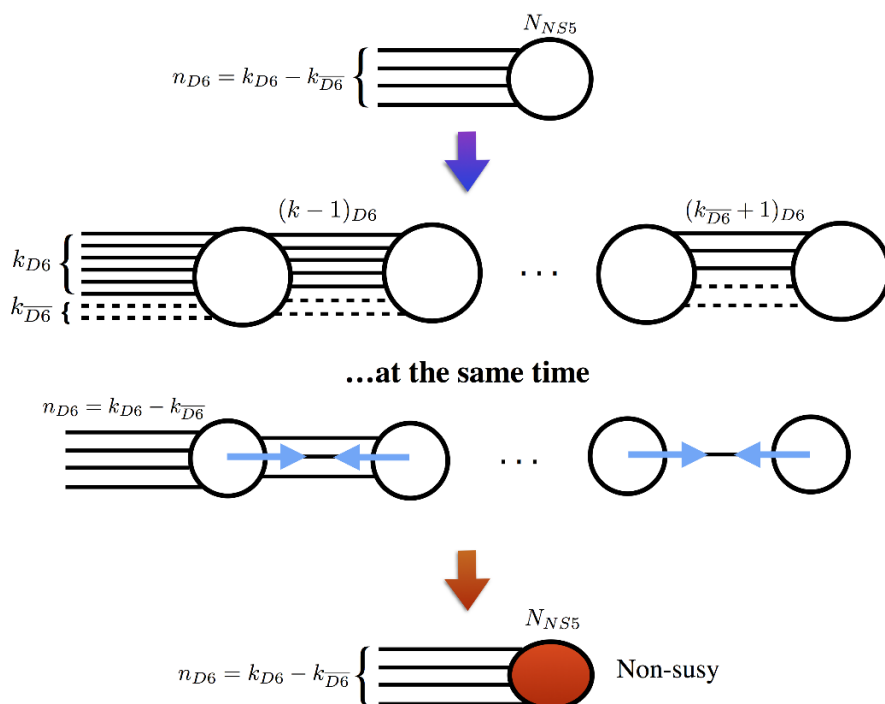 $N_{NS5}$
$n_{D6} = k_{D6} - k_{\overline{D6}}$
$(k-1)_{D6}$
$(k_{\overline{D6}} + 1)_{D6}$
$k_{D6}$
...
$k_{\overline{D6}}$
...at the same time
$n_{D6} = k_{D6} - k_{\overline{D6}}$
...
$N_{NS5}$
$n_{D6} = k_{D6} - k_{\overline{D6}}$
Non-susy